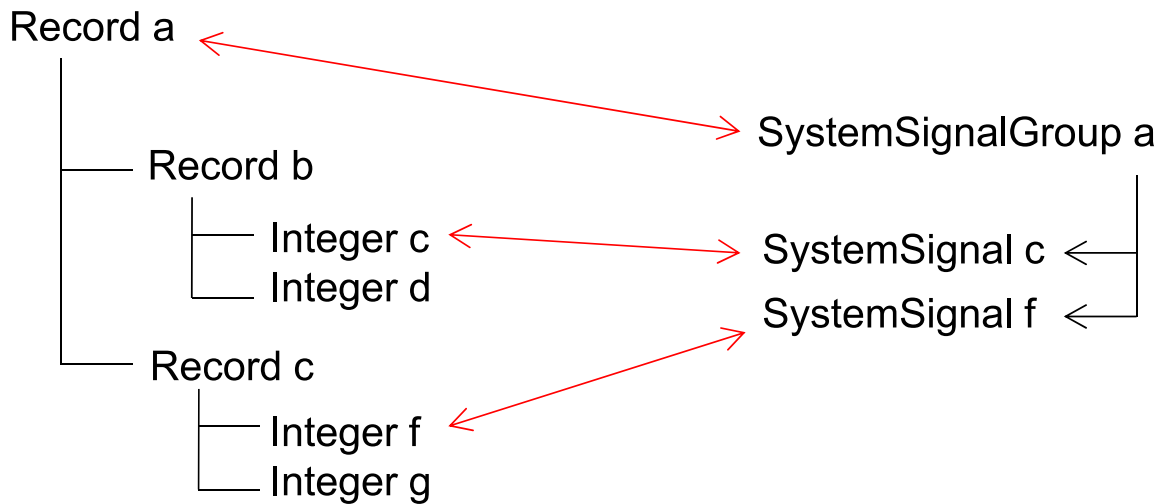 Record a
SystemSignalGroup a
Record b
Integer c
SystemSignal c
Integer d
SystemSignal f
Record c
Integer f
Integer g